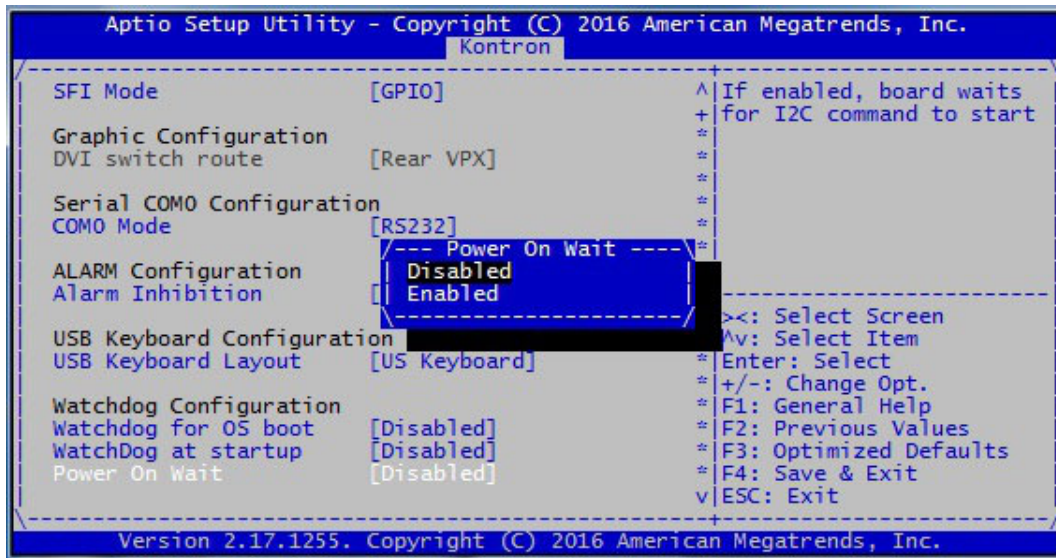 Aptio Setup Utility - Copyright (C) 2016 American Megatrends, Inc.
Kontron
/----------------------------------------------------+---------------------------\
SFI Mode [GPIO] ^|If enabled, board waits
+|for I2C command to start
Graphic Configuration *|
DVI switch route [Rear VPX] *|
*|
Serial COM0 Configuration *|
COM0 Mode [RS232] *|
/--- Power On Wait ----\*|
ALARM Configuration | Disabled |
Alarm Inhibition [| Enabled |
\----------------------/
><: Select Screen
USB Keyboard Configuration ^v: Select Item
USB Keyboard Layout [US Keyboard] *|Enter: Select
*|+/-: Change Opt.
Watchdog Configuration *|F1: General Help
Watchdog for OS boot [Disabled] *|F2: Previous Values
WatchDog at startup [Disabled] *|F3: Optimized Defaults
Power On Wait [Disabled] *|F4: Save & Exit
v|ESC: Exit
\----------------------------------------------------+---------------------------/
Version 2.17.1255. Copyright (C) 2016 American Megatrends, Inc.